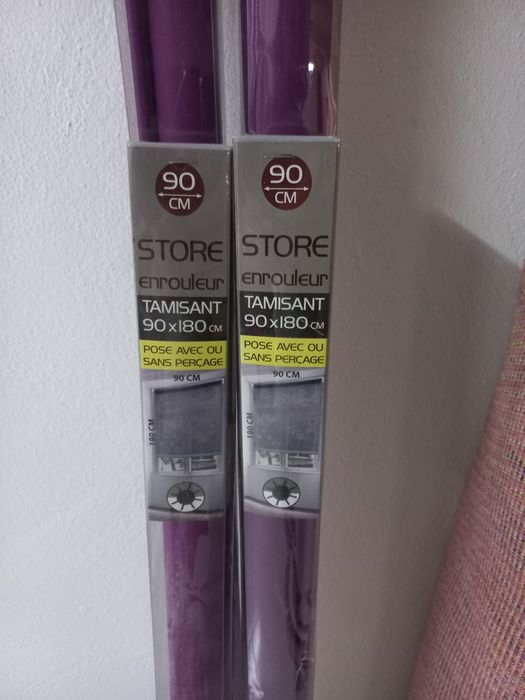 90
CM
STORE
enrouleur
TAMISANT
90x180 CM
POSE AVEC OU
SANS PERÇAGE
90 CM
180 CM
90
CM
STORE
enrouleur
TAMISANT
90x180 CM
POSE AVEC OU
SANS PERÇAGE
90 CM
180 CM